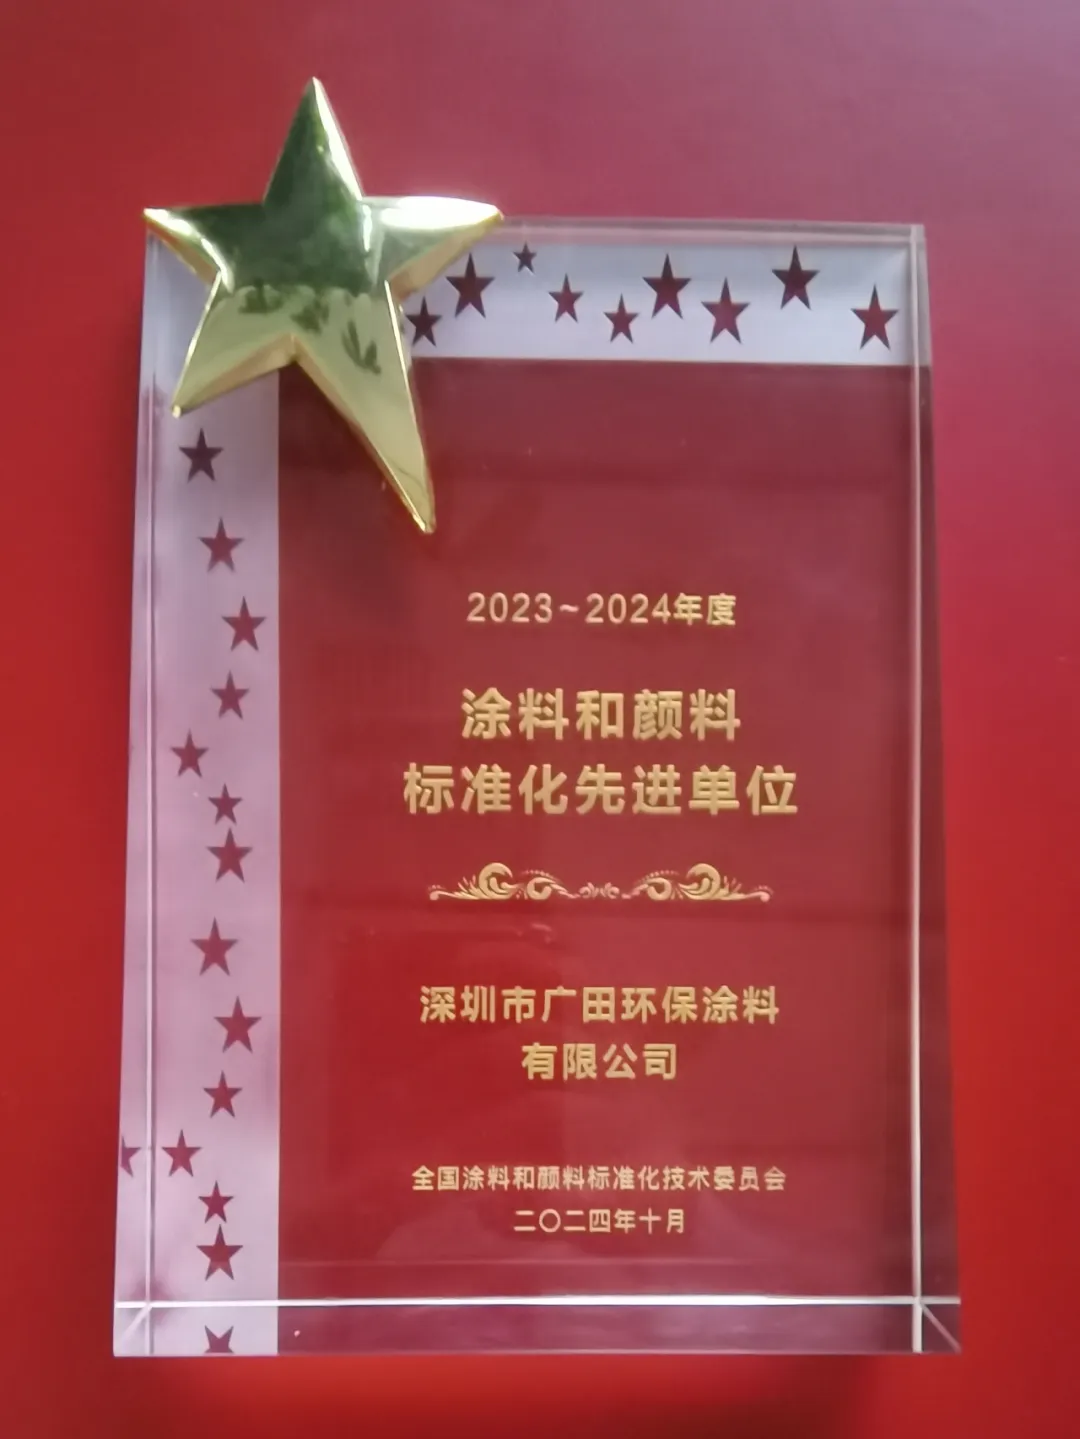 2023~2024年度
涂料和颜料
标准化先进单位
深圳市广田环保涂料
有限公司
全国涂料和颜料标准化技术委员会
二〇二四年十月